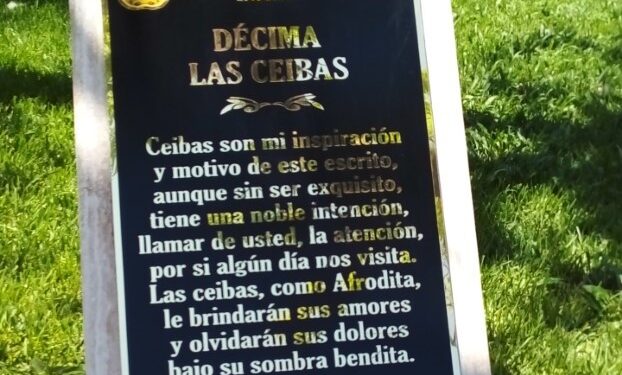 DÉCIMA
LAS CEIBAS
Ceibas son mi inspiración
y motivo de este escrito,
aunque sin ser exquisito,
tiene una noble intención,
llamar de usted, la atención,
por si algún día nos visita.
Las ceibas, como Afrodita,
le brindarán sus amores
y olvidarán sus dolores
bajo su sombra bendita.